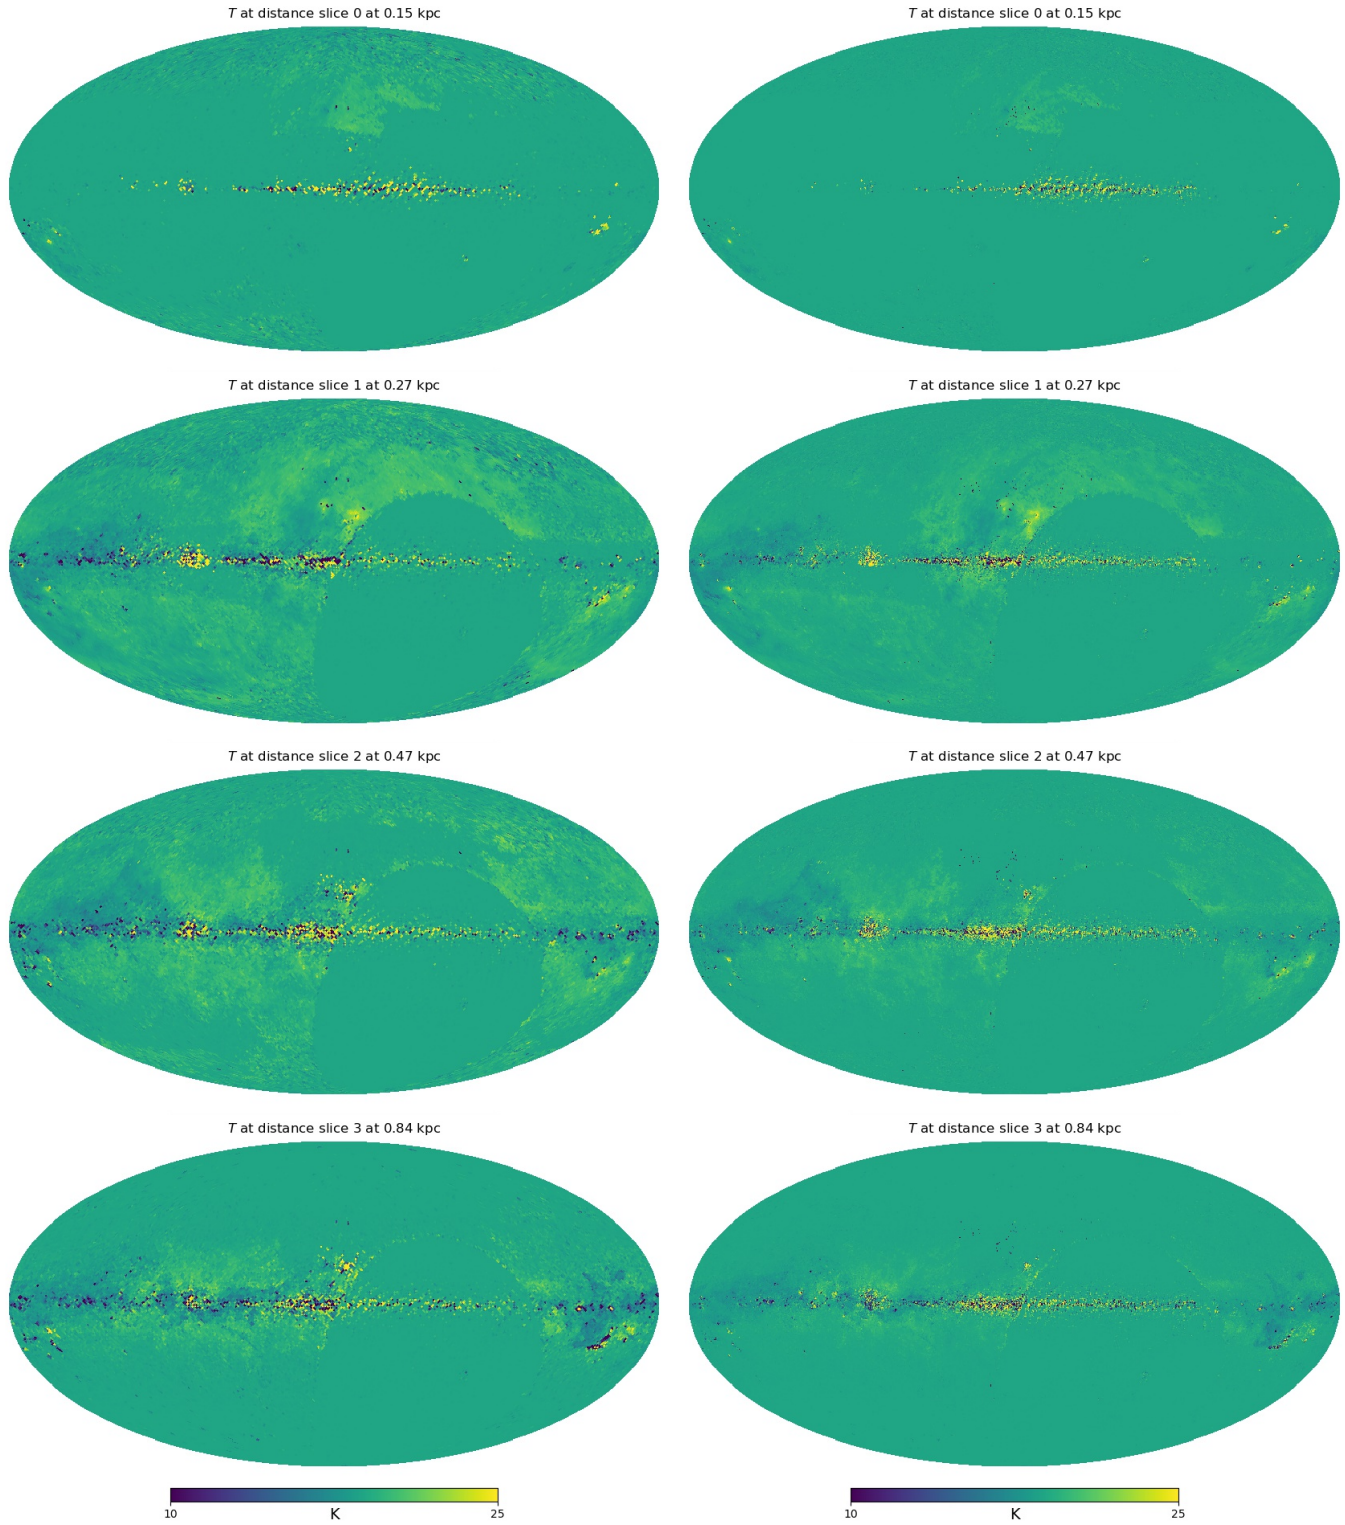 T at distance slice 0 at 0.15 kpc
T at distance slice 0 at 0.15 kpc
T at distance slice 1 at 0.27 kpc
T at distance slice 1 at 0.27 kpc
T at distance slice 2 at 0.47 kpc
T at distance slice 2 at 0.47 kpc
T at distance slice 3 at 0.84 kpc
T at distance slice 3 at 0.84 kpc
10 K 25
10 K 25